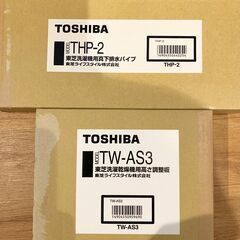 TOSHIBA
MODEL THP-2
東芝洗濯機用真下排水パイプ
東芝ライフスタイル株式会社
THP-2
THP-2
TOSHIBA
MODEL TW-AS3
東芝洗濯乾燥機用高さ調整板
東芝ライフスタイル株式会社
TW-AS3
TW-AS3